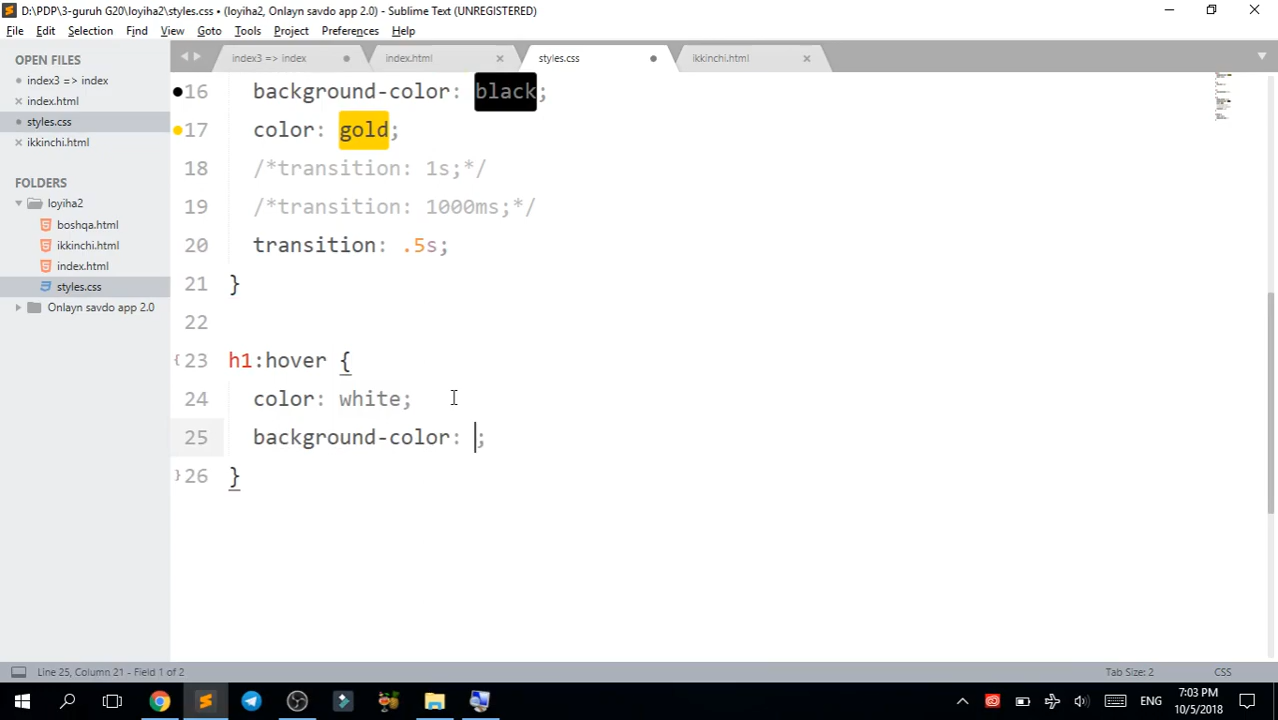 D:\PDP\3-guruh G20\loyiha2\styles.css • (loyiha2, Onlayn savdo app 2.0) - Sublime Text (UNREGISTERED)
File Edit Selection Find View Goto Tools Project Preferences Help
OPEN FILES
index3 => index
index.html
styles.css
ikkinchi.html
FOLDERS
loyiha2
boshqa.html
ikkinchi.html
index.html
styles.css
Onlayn savdo app 2.0
index3 => index index.html styles.css ikkinchi.html
16 background-color: black;
17 color: gold;
18 /*transition: 1s;*/
19 /*transition: 1000ms;*/
20 transition: .5s;
21 }
22
23 h1:hover {
24 color: white;
25 background-color: ;
26 }
Line 25, Column 21 - Field 1 of 2 Tab Size: 2 CSS
ENG 7:03 PM
10/5/2018